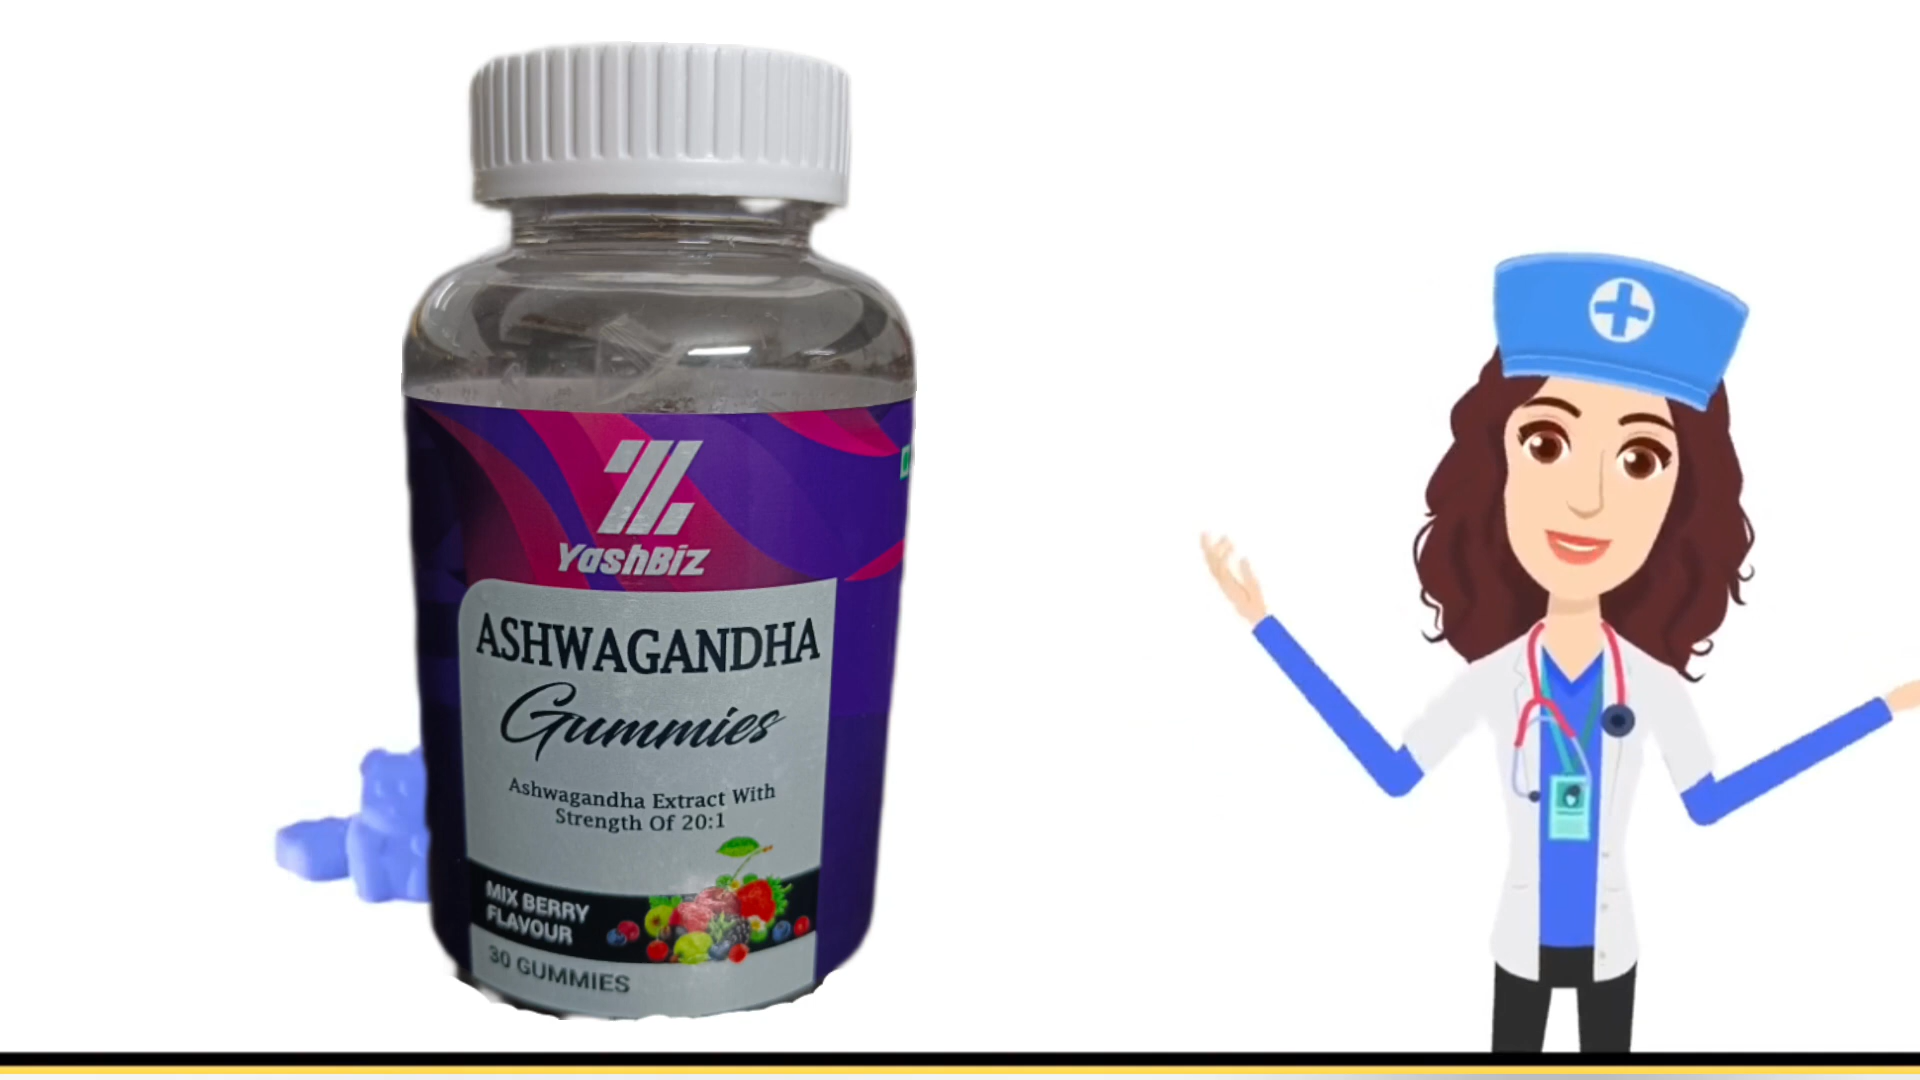 YashBiz
ASHWAGANDHA
Gummies
Ashwagandha Extract With
Strength Of 20:1
MIX BERRY
FLAVOUR
30 GUMMIES